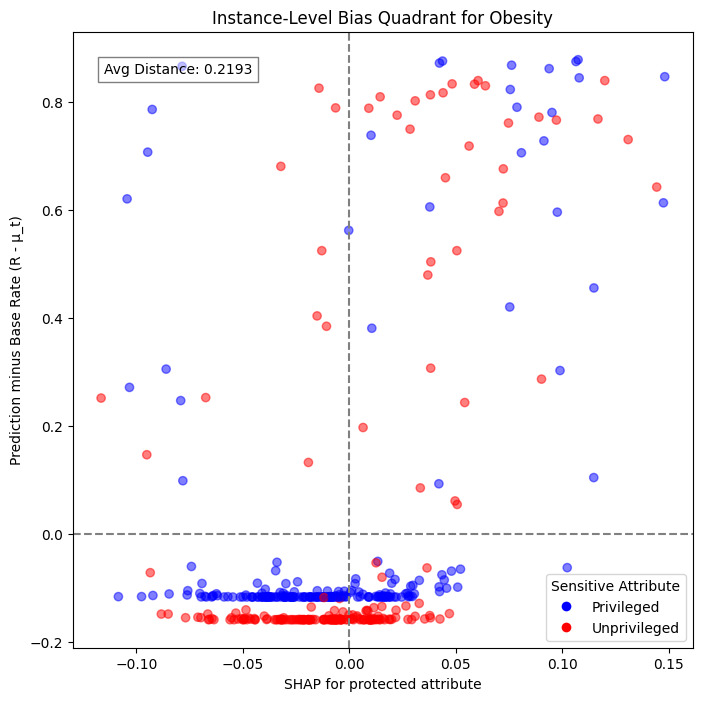 Instance-Level Bias Quadrant for Obesity
Avg Distance: 0.2193
Prediction minus Base Rate (R - μ_t)
0.8
0.6
0.4
0.2
0.0
−0.2
Sensitive Attribute
Privileged
Unprivileged
−0.10
−0.05
0.00
0.05
0.10
0.15
SHAP for protected attribute